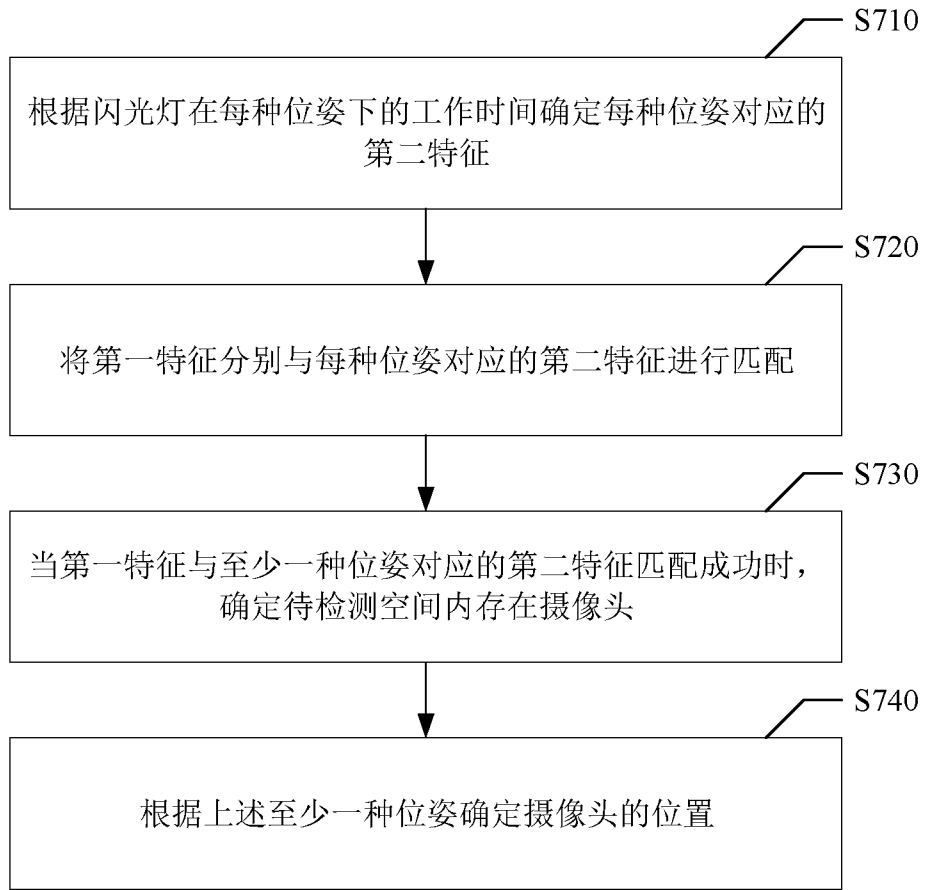 S710
根据闪光灯在每种位姿下的工作时间确定每种位姿对应的
第二特征
S720
将第一特征分别与每种位姿对应的第二特征进行匹配
S730
当第一特征与至少一种位姿对应的第二特征匹配成功时，
确定待检测空间内存在摄像头
S740
根据上述至少一种位姿确定摄像头的位置